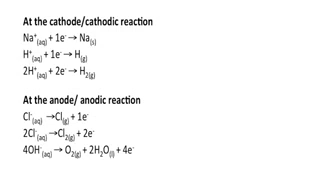 At the cathode/cathodic reaction
Na⁺(aq) + 1e⁻ → Na(s)
H⁺(aq) + 1e⁻ → H(g)
2H⁺(aq) + 2e⁻ → H2(g)
At the anode/ anodic reaction
Cl⁻(aq) →Cl(g) + 1e⁻
2Cl⁻(aq)→Cl2(g) + 2e⁻
4OH⁻(aq) → O2(g) + 2H2O(l) + 4e⁻